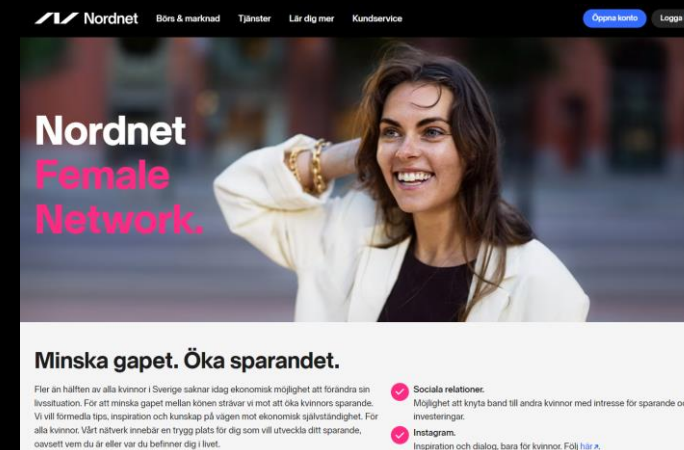 Nordnet Börs & marknad Tjänster Lär dig mer Kundservice Öppna konto Logga
Nordnet
Female
Network.
Minska gapet. Öka sparandet.
Fler än hälften av alla kvinnor i Sverige saknar idag ekonomisk möjlighet att förändra sin
livssituation. För att minska gapet mellan könen strävar vi mot att öka kvinnors sparande.
Vi vill förmedla tips, inspiration och kunskap på vägen mot ekonomisk självständighet. För
alla kvinnor. Vårt nätverk innebär en trygg plats för dig som vill utveckla ditt sparande,
oavsett vem du är eller var du befinner dig i livet.
Sociala relationer.
Möjlighet att knyta band till andra kvinnor med intresse för sparande oc
investeringar.
Instagram.
Inspiration och dialog, bara för kvinnor. Följ här↗.